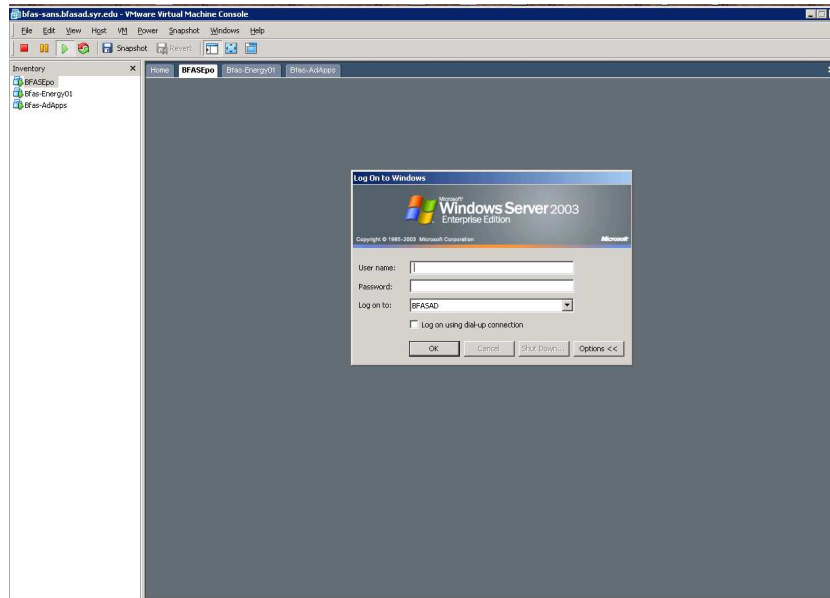 bfas-sans.bfasad.syr.edu - VMware Virtual Machine Console
File Edit View Host VM Power Snapshot Windows Help
Snapshot Revert
Inventory
Home BFASEpo Bfas-Energy01 Bfas-AdApps
BFASEpo
Bfas-Energy01
Bfas-AdApps
Log On to Windows
Microsoft
Windows Server 2003
Enterprise Edition
Copyright © 1985-2003 Microsoft Corporation Microsoft
User name:
Password:
Log on to: BFASAD
Log on using dial-up connection
OK Cancel Shut Down... Options <<